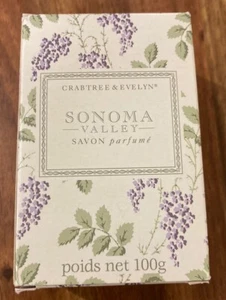 CRABTREE & EVELYN®
SONOMA
VALLEY
SAVON parfumé
poids net 100g